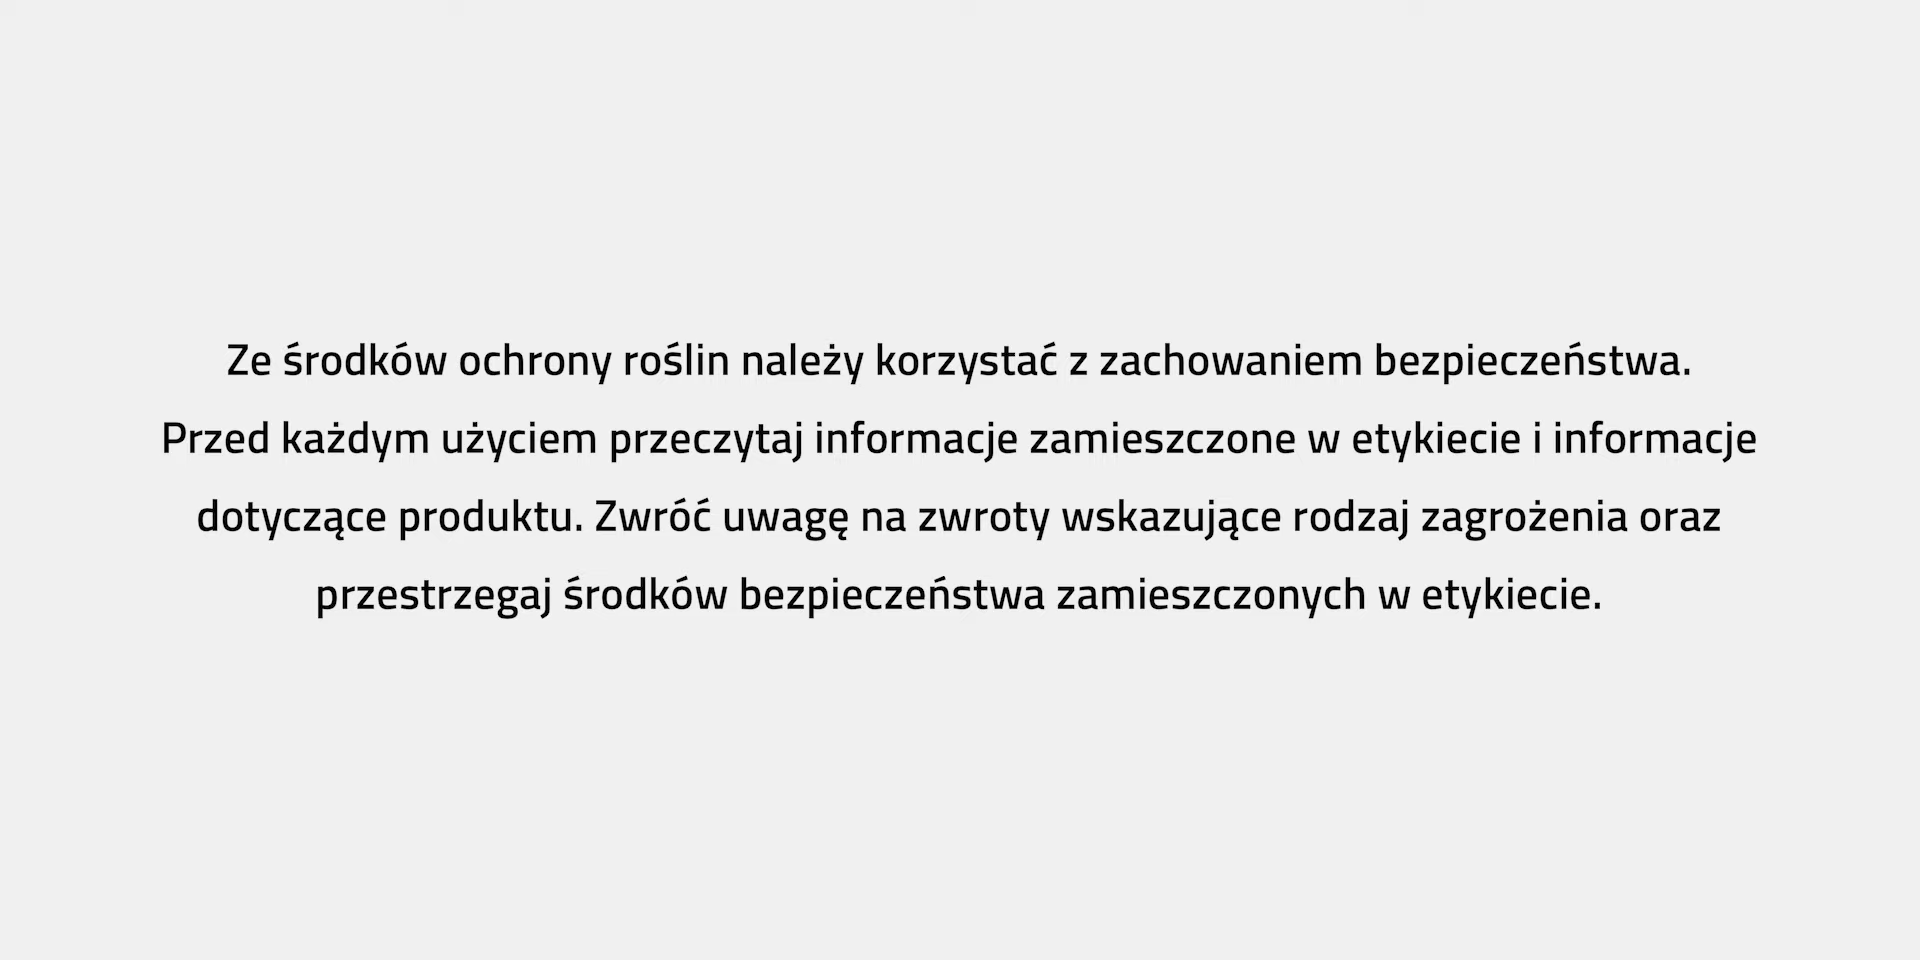 Ze środków ochrony roślin należy korzystać z zachowaniem bezpieczeństwa.
Przed każdym użyciem przeczytaj informacje zamieszczone w etykiecie i informacje
dotyczące produktu. Zwróć uwagę na zwroty wskazujące rodzaj zagrożenia oraz
przestrzegaj środków bezpieczeństwa zamieszczonych w etykiecie.